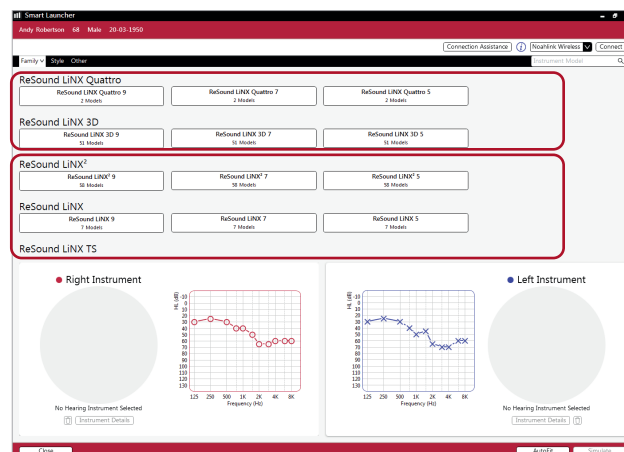 Smart Launcher
Andy Robertson 68 Male 20-03-1950
Connection Assistance i Noahlink Wireless Connect
Family Style Other Instrument Model
ReSound LiNX Quattro
ReSound LiNX Quattro 9 ReSound LiNX Quattro 7 ReSound LiNX Quattro 5
2 Models 2 Models 2 Models
ReSound LiNX 3D
ReSound LiNX 3D 9 ReSound LiNX 3D 7 ReSound LiNX 3D 5
51 Models 51 Models 51 Models
ReSound LiNX²
ReSound LiNX² 9 ReSound LiNX² 7 ReSound LiNX² 5
58 Models 58 Models 58 Models
ReSound LiNX
ReSound LiNX 9 ReSound LiNX 7 ReSound LiNX 5
7 Models 7 Models 7 Models
ReSound LiNX TS
Right Instrument
No Hearing Instrument Selected
Instrument Details
HL (dB)
-10
0
10
20
30
40
50
60
70
80
90
100
110
120
130
125 250 500 1K 2K 4K 8K
Frequency (Hz)
HL (dB)
-10
0
10
20
30
40
50
60
70
80
90
100
110
120
130
125 250 500 1K 2K 4K 8K
Frequency (Hz)
Left Instrument
No Hearing Instrument Selected
Instrument Details
Close AutoFit Simulate